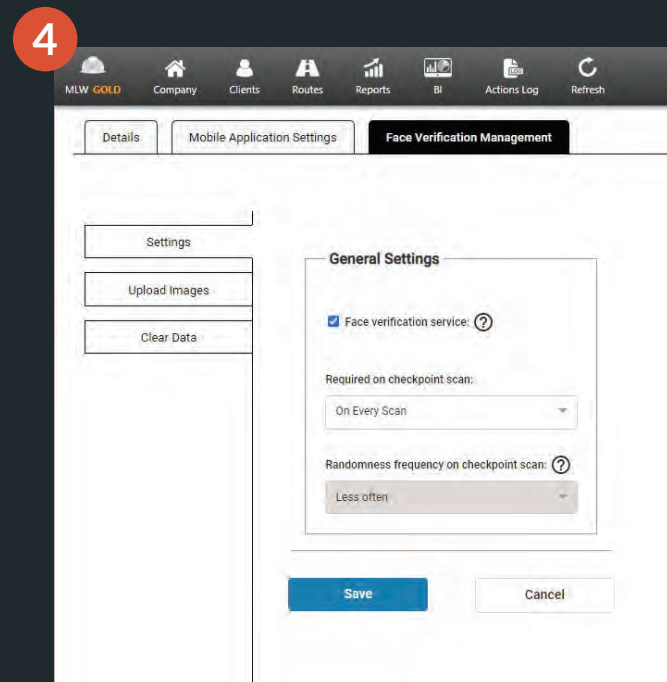 4
MLW GOLD Company Clients Routes Reports BI Actions Log Refresh
Details Mobile Application Settings Face Verification Management
Settings
Upload Images
Clear Data
General Settings
Face verification service: ?
Required on checkpoint scan:
On Every Scan
Randomness frequency on checkpoint scan: ?
Less often
Save Cancel